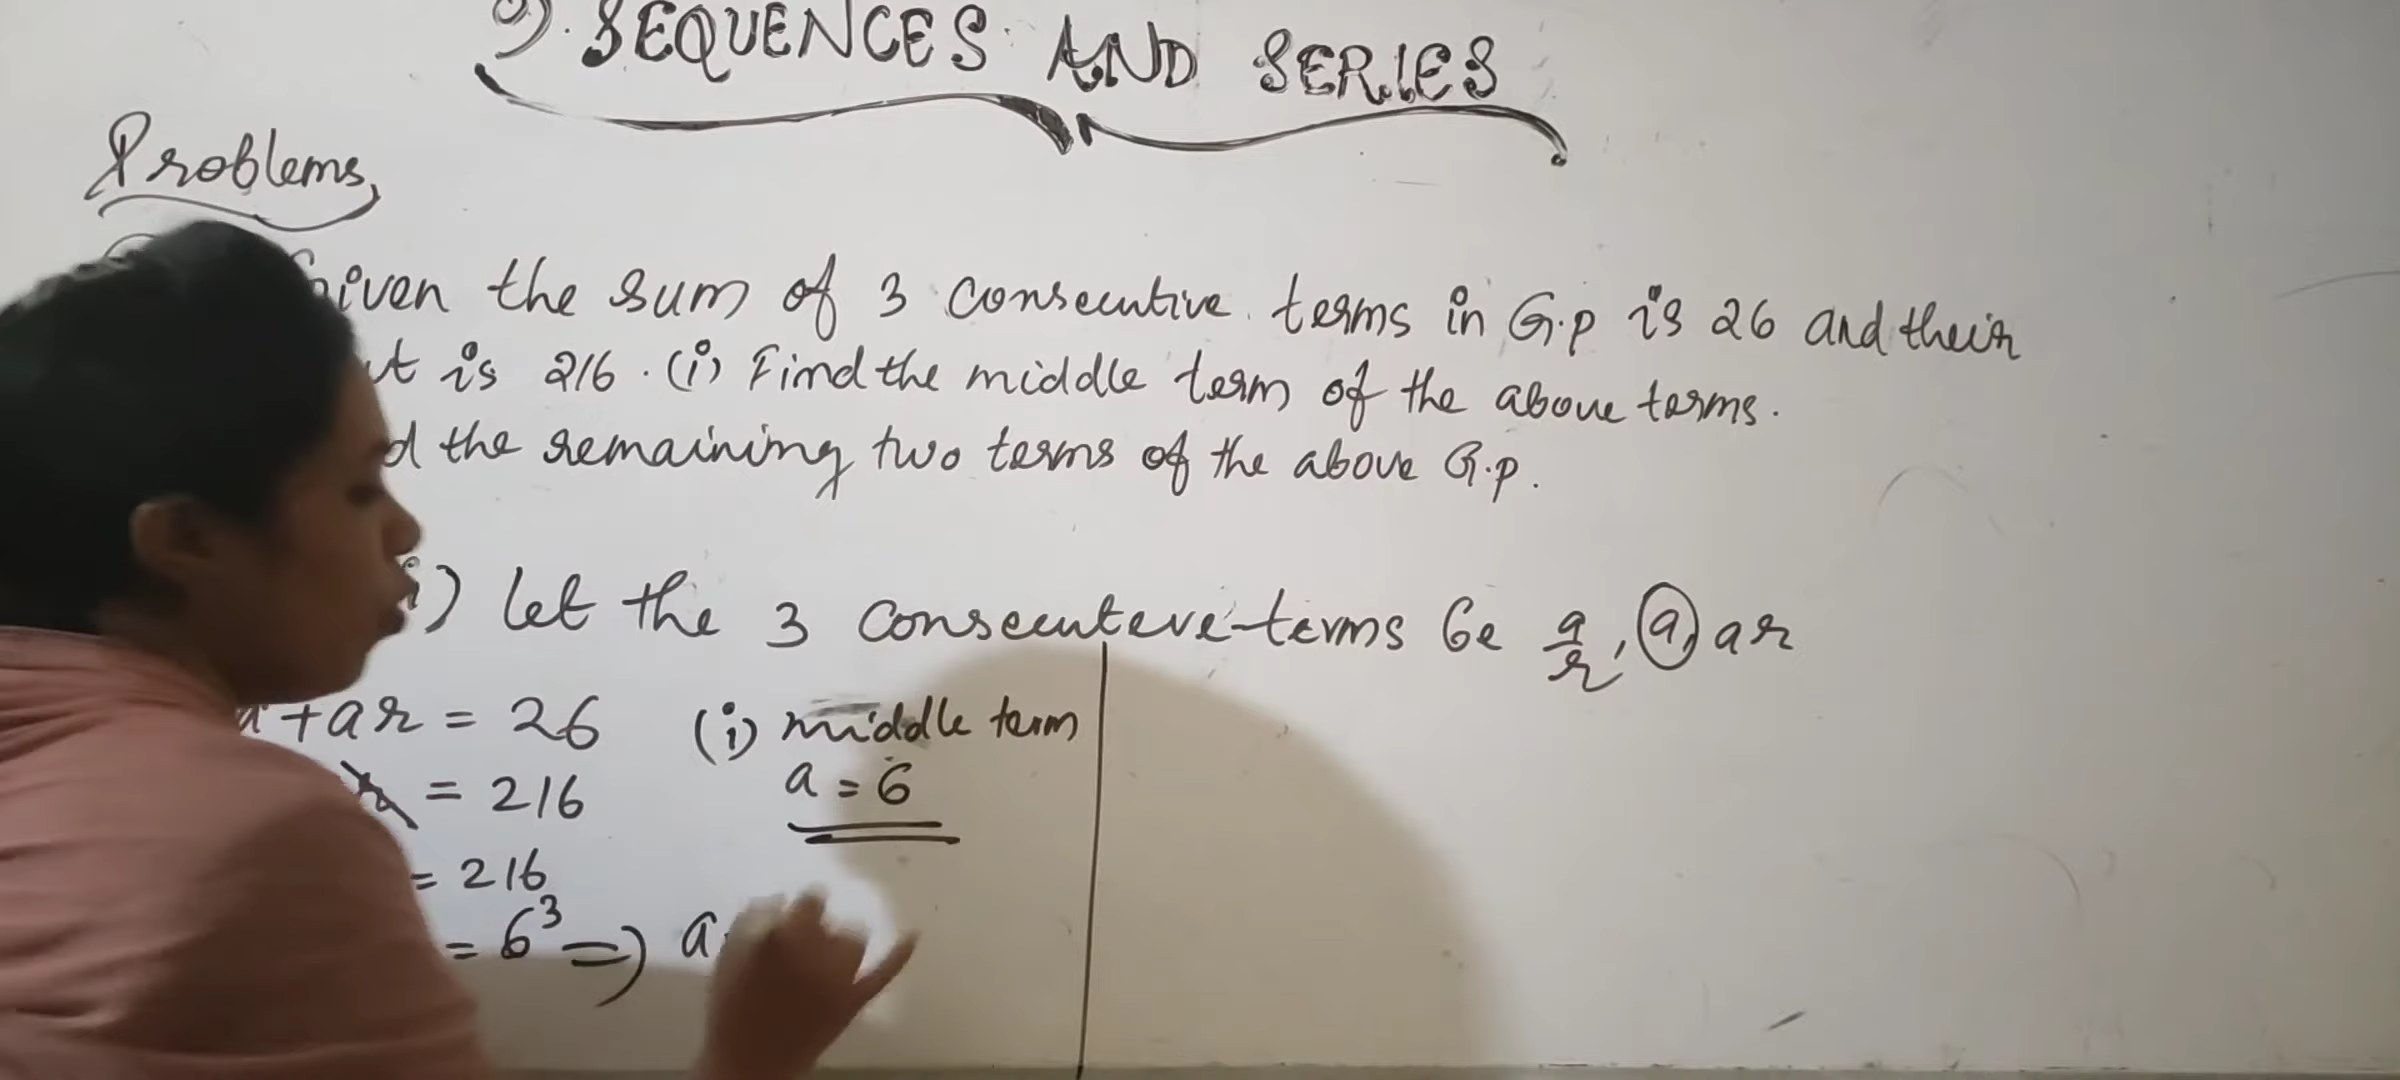 SEQUENCES AND SERIES
Problems,
the sum of 3 consecutive terms in G.P is 26 and their
is 216. (i) Find the middle term of the above terms.
the remaining two terms of the above G.P.
) let the 3 consecuteve terms be a/r, a, ar
+ar = 26
(i) middle term
a = 6
= 216
= 216
= 6³ => a